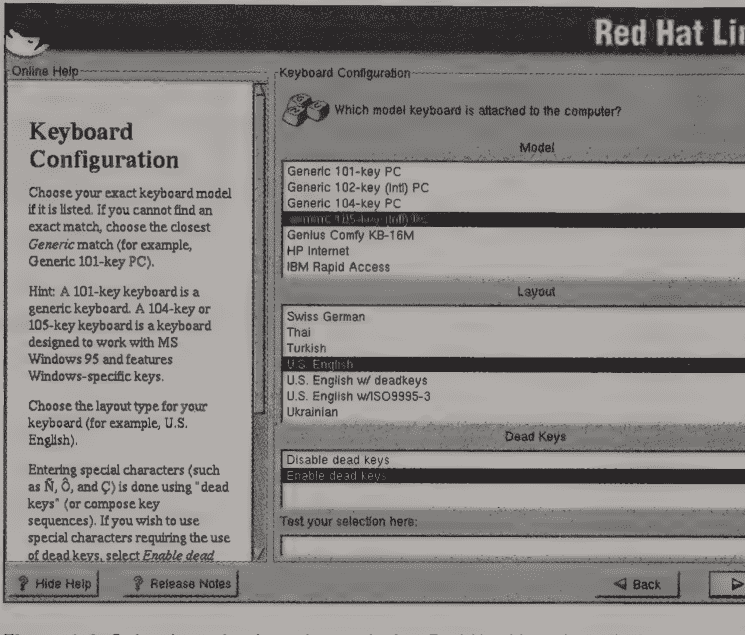 Red Hat
Online Help
Keyboard
Configuration
Choose your exact keyboard model
if it is listed. If you cannot find an
exact match, choose the closest
Generic match (for example,
Generic 101-key PC).
Hint: A 101-key keyboard is a
generic keyboard. A 104-key or
105-key keyboard is a keyboard
designed to work with MS
Windows 95 and features
Windows-specific keys.
Choose the layout type for your
keyboard (for example, U.S.
English).
Entering special characters (such
as Ñ, Ô, and Ç) is done using "dead
keys" (or compose key
sequences). If you wish to use
special characters requiring the use
of dead keys, select Enable dead
Keyboard Configuration
Which model keyboard is attached to the computer?
Model
Generic 101-key PC
Generic 102-key (Intl) PC
Generic 104-key PC
Generic 105-key (Intl) PC
Genius Comfy KB-16M
HP Internet
IBM Rapid Access
Layout
Swiss German
Thai
Turkish
U.S. English
U.S. English w/ deadkeys
U.S. English w/ISO9995-3
Ukrainian
Dead Keys
Disable dead keys
Enable dead keys
Test your selection here:
Hide Help
Release Notes
Back